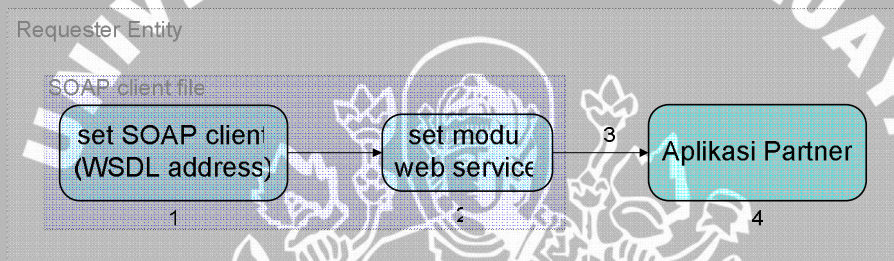 Requester Entity
SOAP client file
set SOAP client
(WSDL address)
set modu
web service
3
Aplikasi Partner
1
2
4